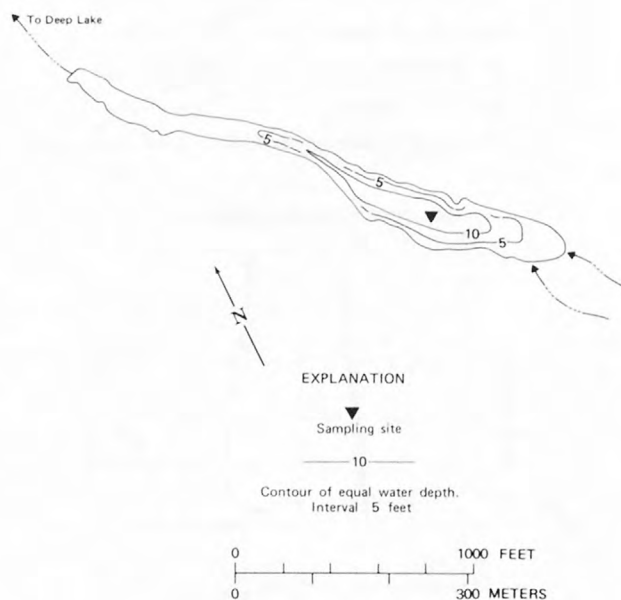 To Deep Lake
5
5
10
5
N
EXPLANATION
Sampling site
10
Contour of equal water depth.
Interval 5 feet
0 1000 FEET
0 300 METERS